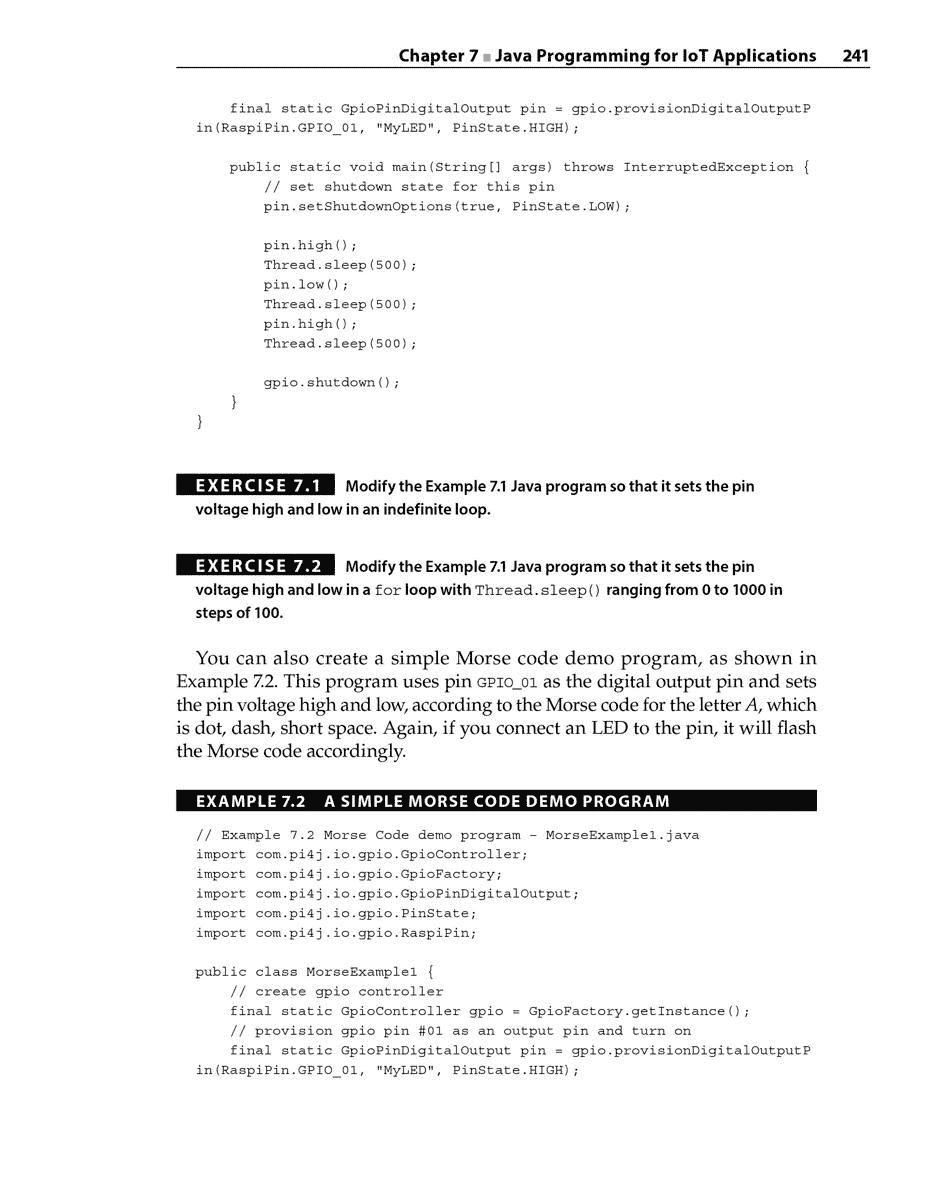 Chapter 7 ■ Java Programming for IoT Applications 241
final static GpioPinDigitalOutput pin = gpio.provisionDigitalOutputP
in(RaspiPin.GPIO_01, "MyLED", PinState.HIGH);
public static void main(String[] args) throws InterruptedException {
// set shutdown state for this pin
pin.setShutdownOptions(true, PinState.LOW);
pin.high();
Thread.sleep(500);
pin.low();
Thread.sleep(500);
pin.high();
Thread.sleep(500);
gpio.shutdown();
}
}
EXERCISE 7.1 Modify the Example 7.1 Java program so that it sets the pin
voltage high and low in an indefinite loop.
EXERCISE 7.2 Modify the Example 7.1 Java program so that it sets the pin
voltage high and low in a for loop with Thread.sleep() ranging from 0 to 1000 in
steps of 100.
You can also create a simple Morse code demo program, as shown in
Example 7.2. This program uses pin GPIO_01 as the digital output pin and sets
the pin voltage high and low, according to the Morse code for the letter A, which
is dot, dash, short space. Again, if you connect an LED to the pin, it will flash
the Morse code accordingly.
EXAMPLE 7.2 A SIMPLE MORSE CODE DEMO PROGRAM
// Example 7.2 Morse Code demo program – MorseExample1.java
import com.pi4j.io.gpio.GpioController;
import com.pi4j.io.gpio.GpioFactory;
import com.pi4j.io.gpio.GpioPinDigitalOutput;
import com.pi4j.io.gpio.PinState;
import com.pi4j.io.gpio.RaspiPin;
public class MorseExample1 {
// create gpio controller
final static GpioController gpio = GpioFactory.getInstance();
// provision gpio pin #01 as an output pin and turn on
final static GpioPinDigitalOutput pin = gpio.provisionDigitalOutputP
in(RaspiPin.GPIO_01, "MyLED", PinState.HIGH);